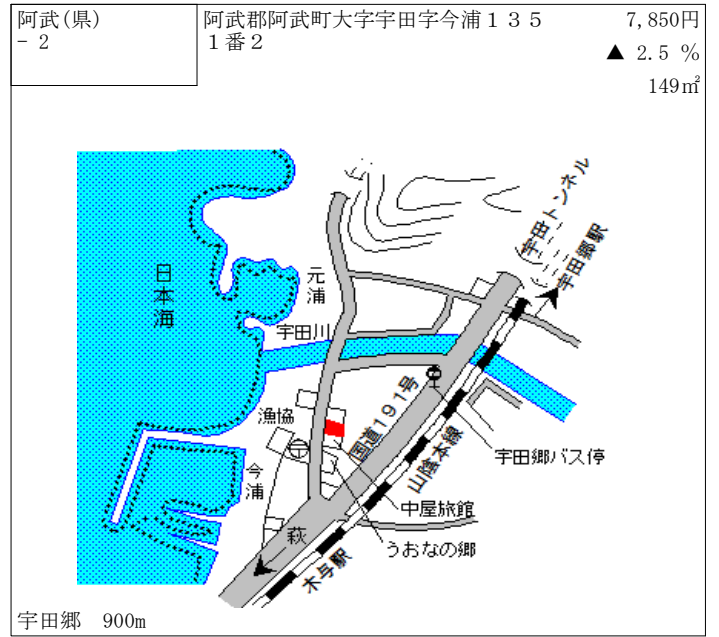 阿武(県)
－2
阿武郡阿武町大字宇田字今浦１３５
１番２
7,850円
▲ 2.5 %
149㎡
宇田トンネル
宇田郷駅
日本海
元浦
宇田川
国道１９１号
漁協
山陰本線
宇田郷バス停
今浦
中屋旅館
萩
うおなの郷
木与駅
宇田郷　900m